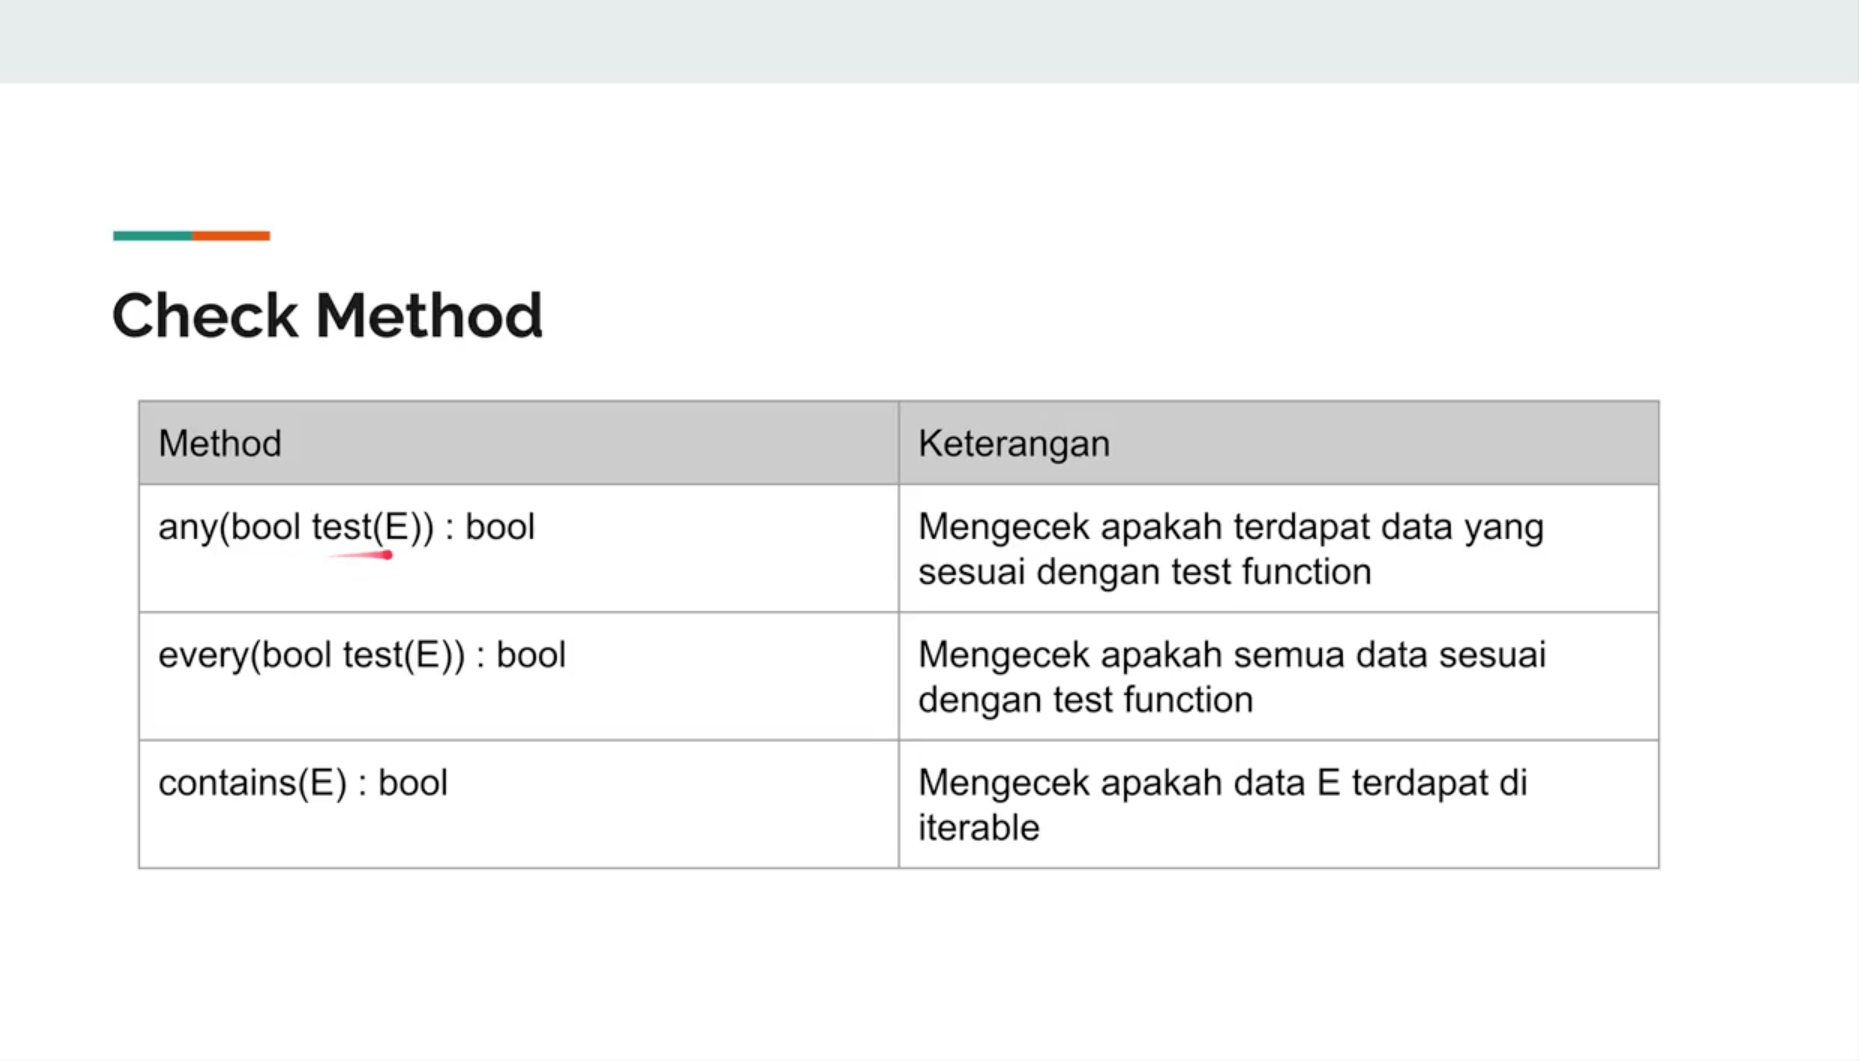 Check Method
Method
Keterangan
any(bool test(E)) : bool
Mengecek apakah terdapat data yang
sesuai dengan test function
every(bool test(E)) : bool
Mengecek apakah semua data sesuai
dengan test function
contains(E) : bool
Mengecek apakah data E terdapat di
iterable